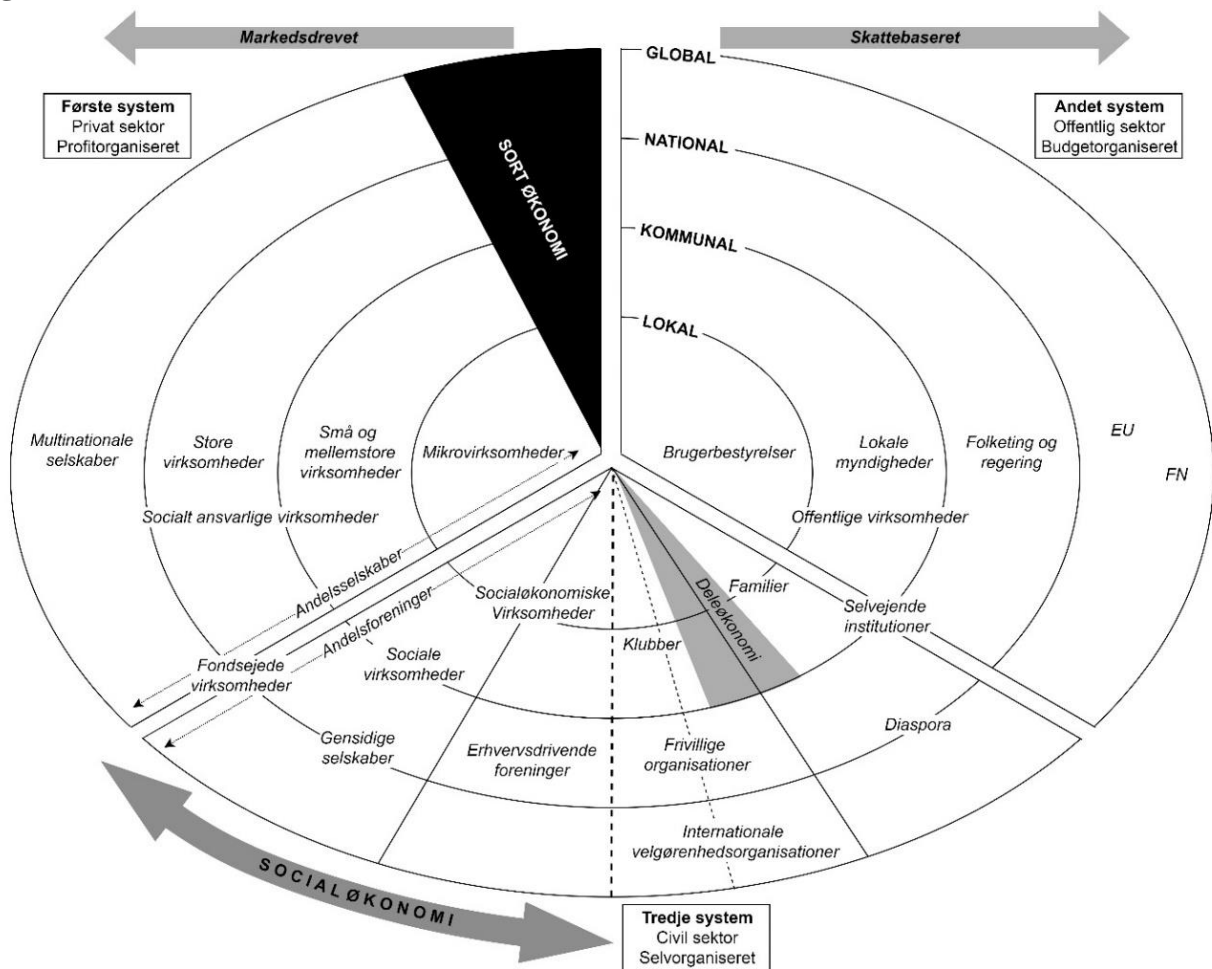 Markedsdrevet
Skattebaseret
GLOBAL
Første system
Privat sektor
Profitorganiseret
Andet system
Offentlig sektor
Budgetorganiseret
NATIONAL
SORT ØKONOMI
KOMMUNAL
LOKAL
Multinationale
selskaber
Store
virksomheder
Små og
mellemstore
virksomheder
Mikrovirksomheder
Brugerbestyrelser
Lokale
myndigheder
Folketing og
regering
EU
FN
Socialt ansvarlige virksomheder
Offentlige virksomheder
Andelsselskaber
Andelsforeninger
Socialøkonomiske
Virksomheder
Familier
Deleøkonomi
Selvejende
institutioner
Klubber
Fondsejede
virksomheder
Sociale
virksomheder
Gensidige
selskaber
Erhvervsdrivende
foreninger
Frivillige
organisationer
Diaspora
Internationale
velgørenhedsorganisationer
SOCIALØKONOMI
Tredje system
Civil sektor
Selvorganiseret